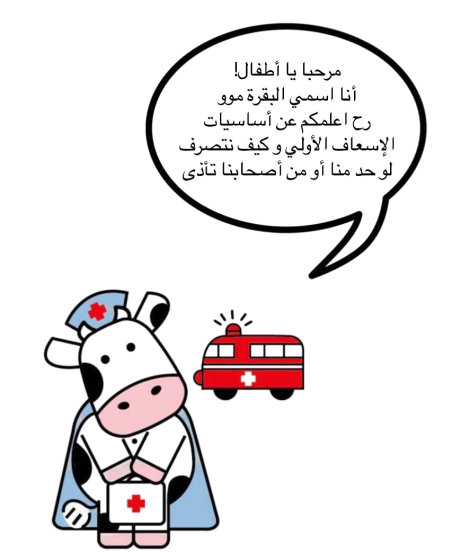 مرحبا يا أطفال!
أنا اسمي البقرة موو
رح اعلمكم عن أساسيات
الإسعاف الأولي و كيف نتصرف
لو حد منا أو من أصحابنا تأذى